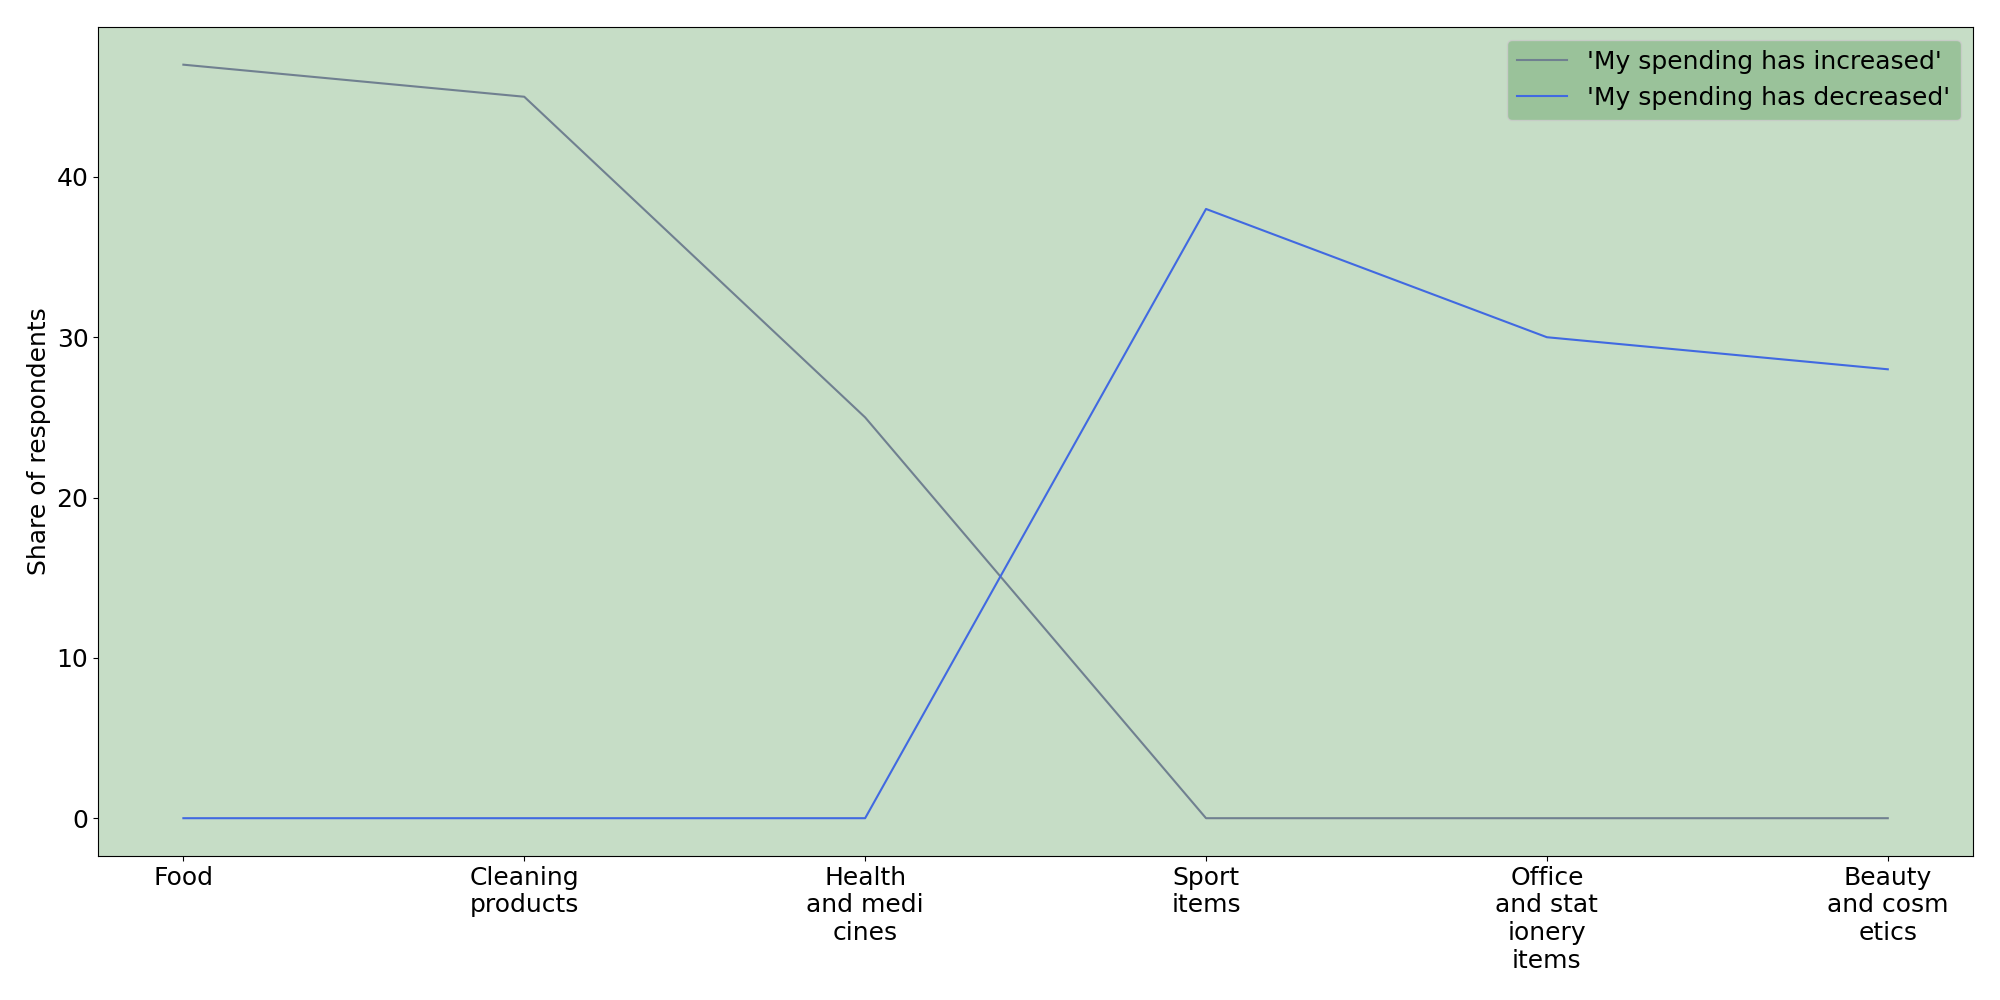 'My spending has increased'
'My spending has decreased'
Share of respondents
40
30
20
10
0
Food
Cleaning
products
Health
and medi
cines
Sport
items
Office
and stat
ionery
items
Beauty
and cosm
etics